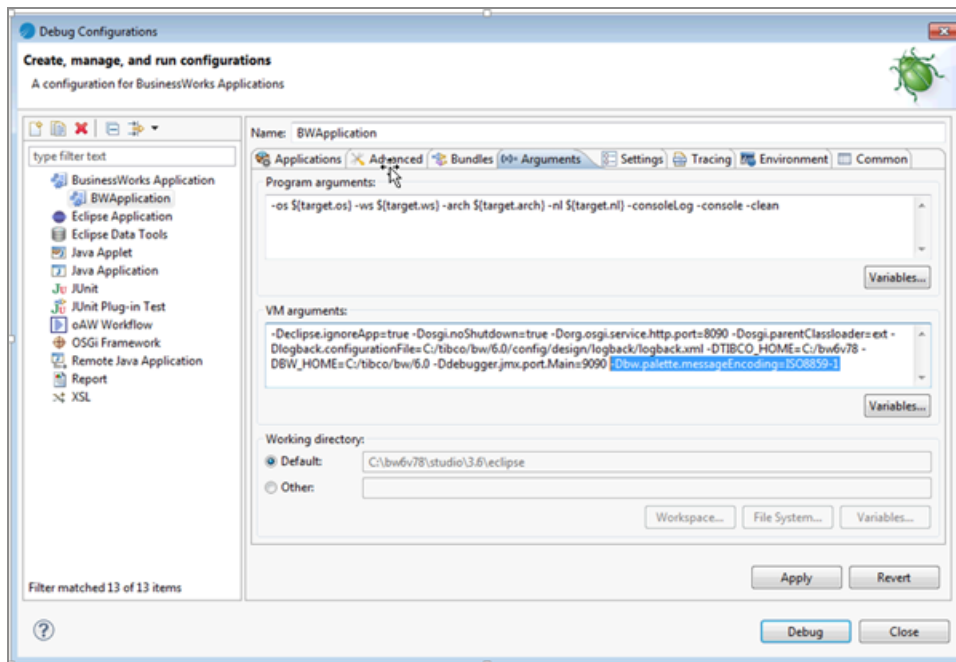 Debug Configurations
Create, manage, and run configurations
A configuration for BusinessWorks Applications
type filter text
BusinessWorks Application
BWApplication
Eclipse Application
Eclipse Data Tools
Java Applet
Java Application
Ju JUnit
JUnit Plug-in Test
oAW Workflow
OSGi Framework
Remote Java Application
Report
XSL
Filter matched 13 of 13 items
Name: BWApplication
Applications Advanced Bundles (x)= Arguments Settings Tracing Environment Common
Program arguments:
-os ${target.os} -ws ${target.ws} -arch ${target.arch} -nl ${target.nl} -consoleLog -console -clean
Variables...
VM arguments:
-Declipse.ignoreApp=true -Dosgi.noShutdown=true -Dorg.osgi.service.http.port=8090 -Dosgi.parentClassloader=ext -
Dlogback.configurationFile=C:/tibco/bw/6.0/config/design/logback/logback.xml -DTIBCO_HOME=C:/bw6v78 -
DBW_HOME=C:/tibco/bw/6.0 -Ddebugger.jmx.port.Main=9090 -Dbw.palette.messageEncoding=ISO8859-1
Variables...
Working directory:
Default: C:\bw6v78\studio\3.6\eclipse
Other:
Workspace... File System... Variables...
Apply Revert
? Debug Close